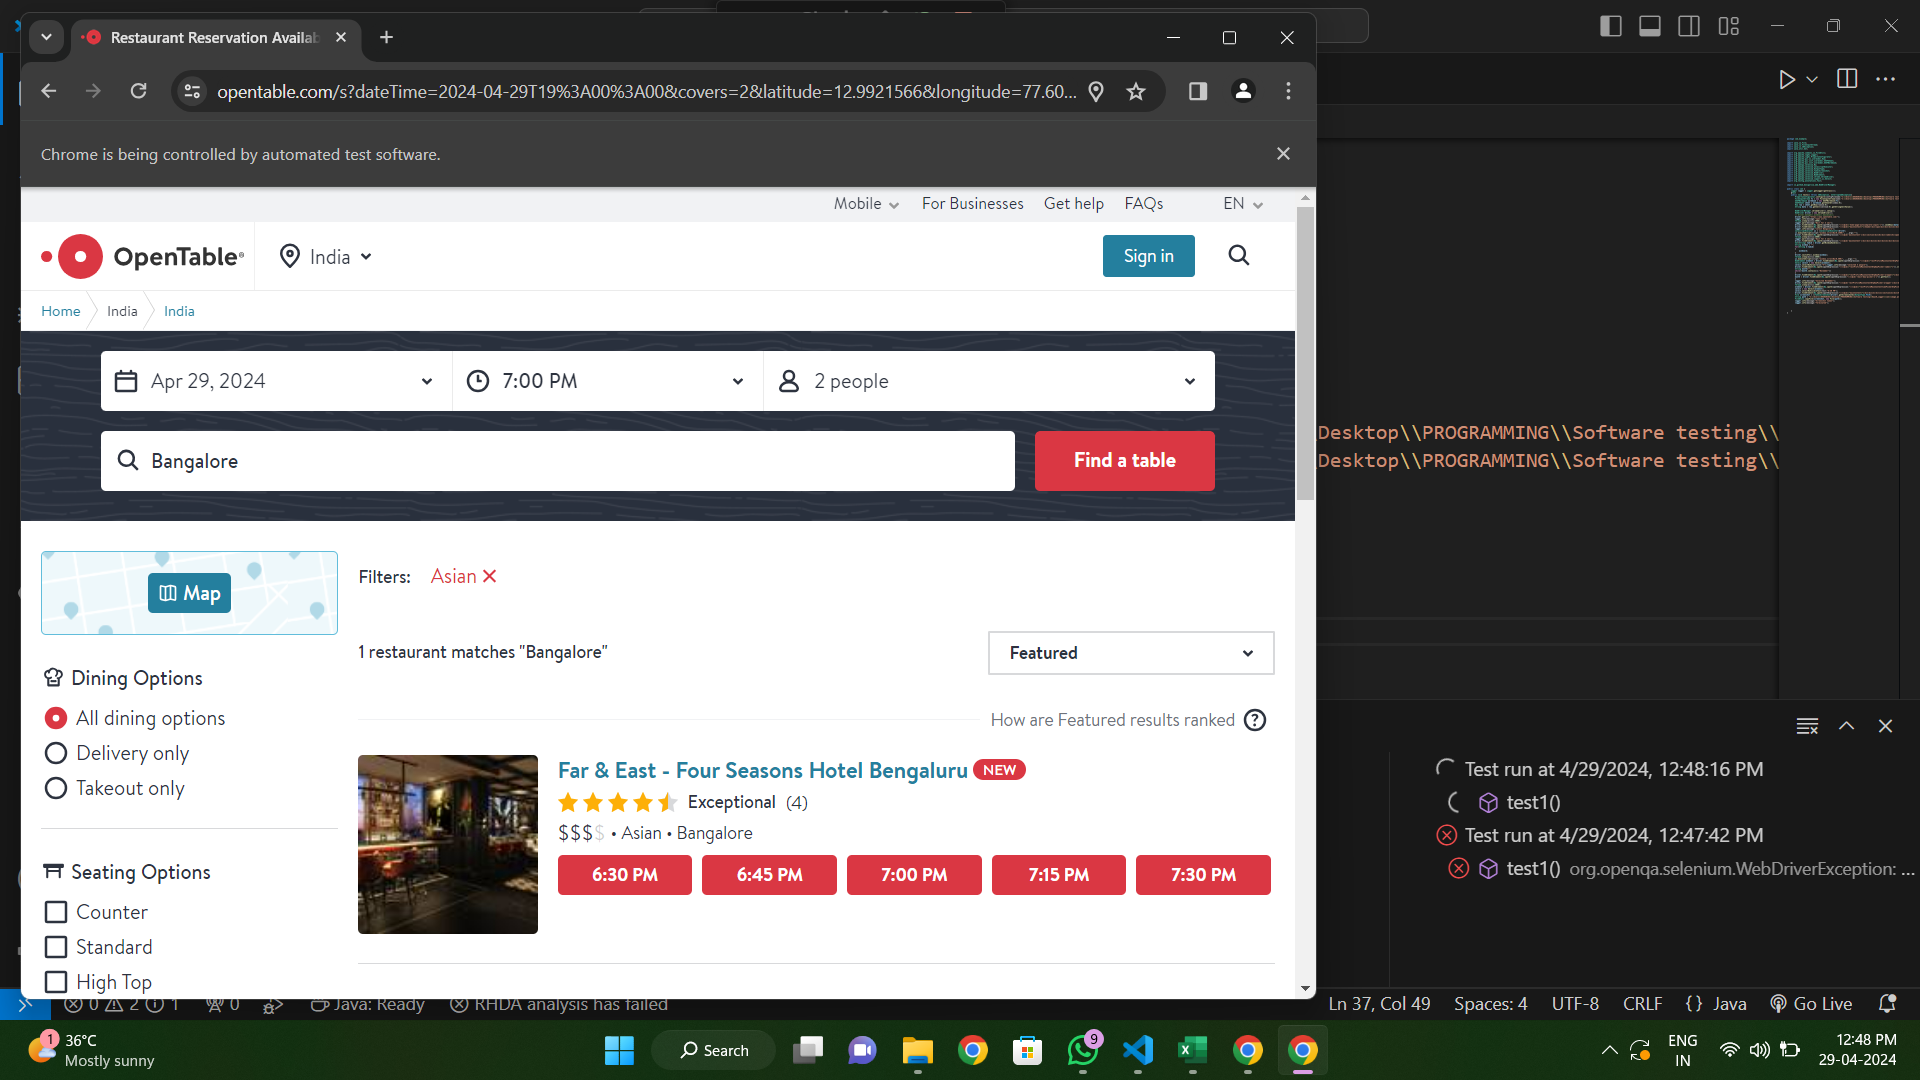 Restaurant Reservation Availab
opentable.com/s?dateTime=2024-04-29T19%3A00%3A00&covers=2&latitude=12.9921566&longitude=77.60...
Chrome is being controlled by automated test software.
Mobile For Businesses Get help FAQs EN
OpenTable® India Sign in
Home India India
Apr 29, 2024 7:00 PM 2 people
Bangalore Find a table
Map
Filters: Asian
1 restaurant matches "Bangalore" Featured
How are Featured results ranked ?
Dining Options
All dining options
Delivery only
Takeout only
Seating Options
Counter
Standard
High Top
Far & East - Four Seasons Hotel Bengaluru NEW
Exceptional (4)
$$$$ • Asian • Bangalore
6:30 PM 6:45 PM 7:00 PM 7:15 PM 7:30 PM
Desktop\\PROGRAMMING\\Software testing\\
Desktop\\PROGRAMMING\\Software testing\\
Test run at 4/29/2024, 12:48:16 PM
test1()
Test run at 4/29/2024, 12:47:42 PM
test1() org.openqa.selenium.WebDriverException: ...
0 2 1 0 Java: Ready RHDA analysis has failed Ln 37, Col 49 Spaces: 4 UTF-8 CRLF {} Java Go Live
1 36°C
Mostly sunny
Search
9
ENG
IN
12:48 PM
29-04-2024